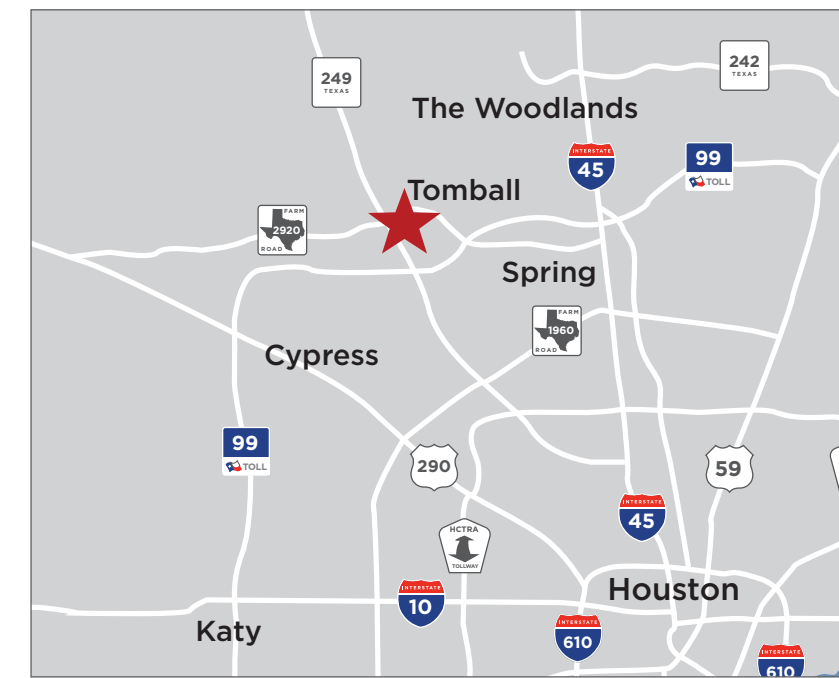 242
TEXAS
249
TEXAS
The Woodlands
INTERSTATE
45
99
TOLL
Tomball
FARM
2920
ROAD
Spring
FARM
1960
ROAD
Cypress
99
TOLL
290
59
INTERSTATE
45
HCTRA
TOLLWAY
INTERSTATE
10
Houston
Katy
INTERSTATE
610
INTERSTATE
610